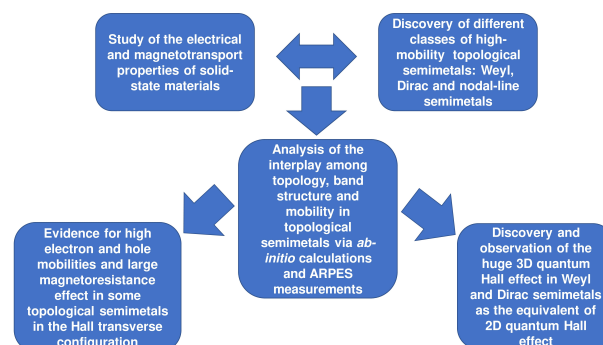 Study of the electrical
and magnetotransport
properties of solid-
state materials
Discovery of different
classes of high-
mobility topological
semimetals: Weyl,
Dirac and nodal-line
semimetals
Analysis of the
interplay among
topology, band
structure and
mobility in
topological
semimetals via ab-
initio calculations
and ARPES
measurements
Evidence for high
electron and hole
mobilities and large
magnetoresistance
effect in some
topological semimetals
in the Hall transverse
configuration
Discovery and
observation of the
huge 3D quantum
Hall effect in Weyl
and Dirac semimetals
as the equivalent of
2D quantum Hall
effect